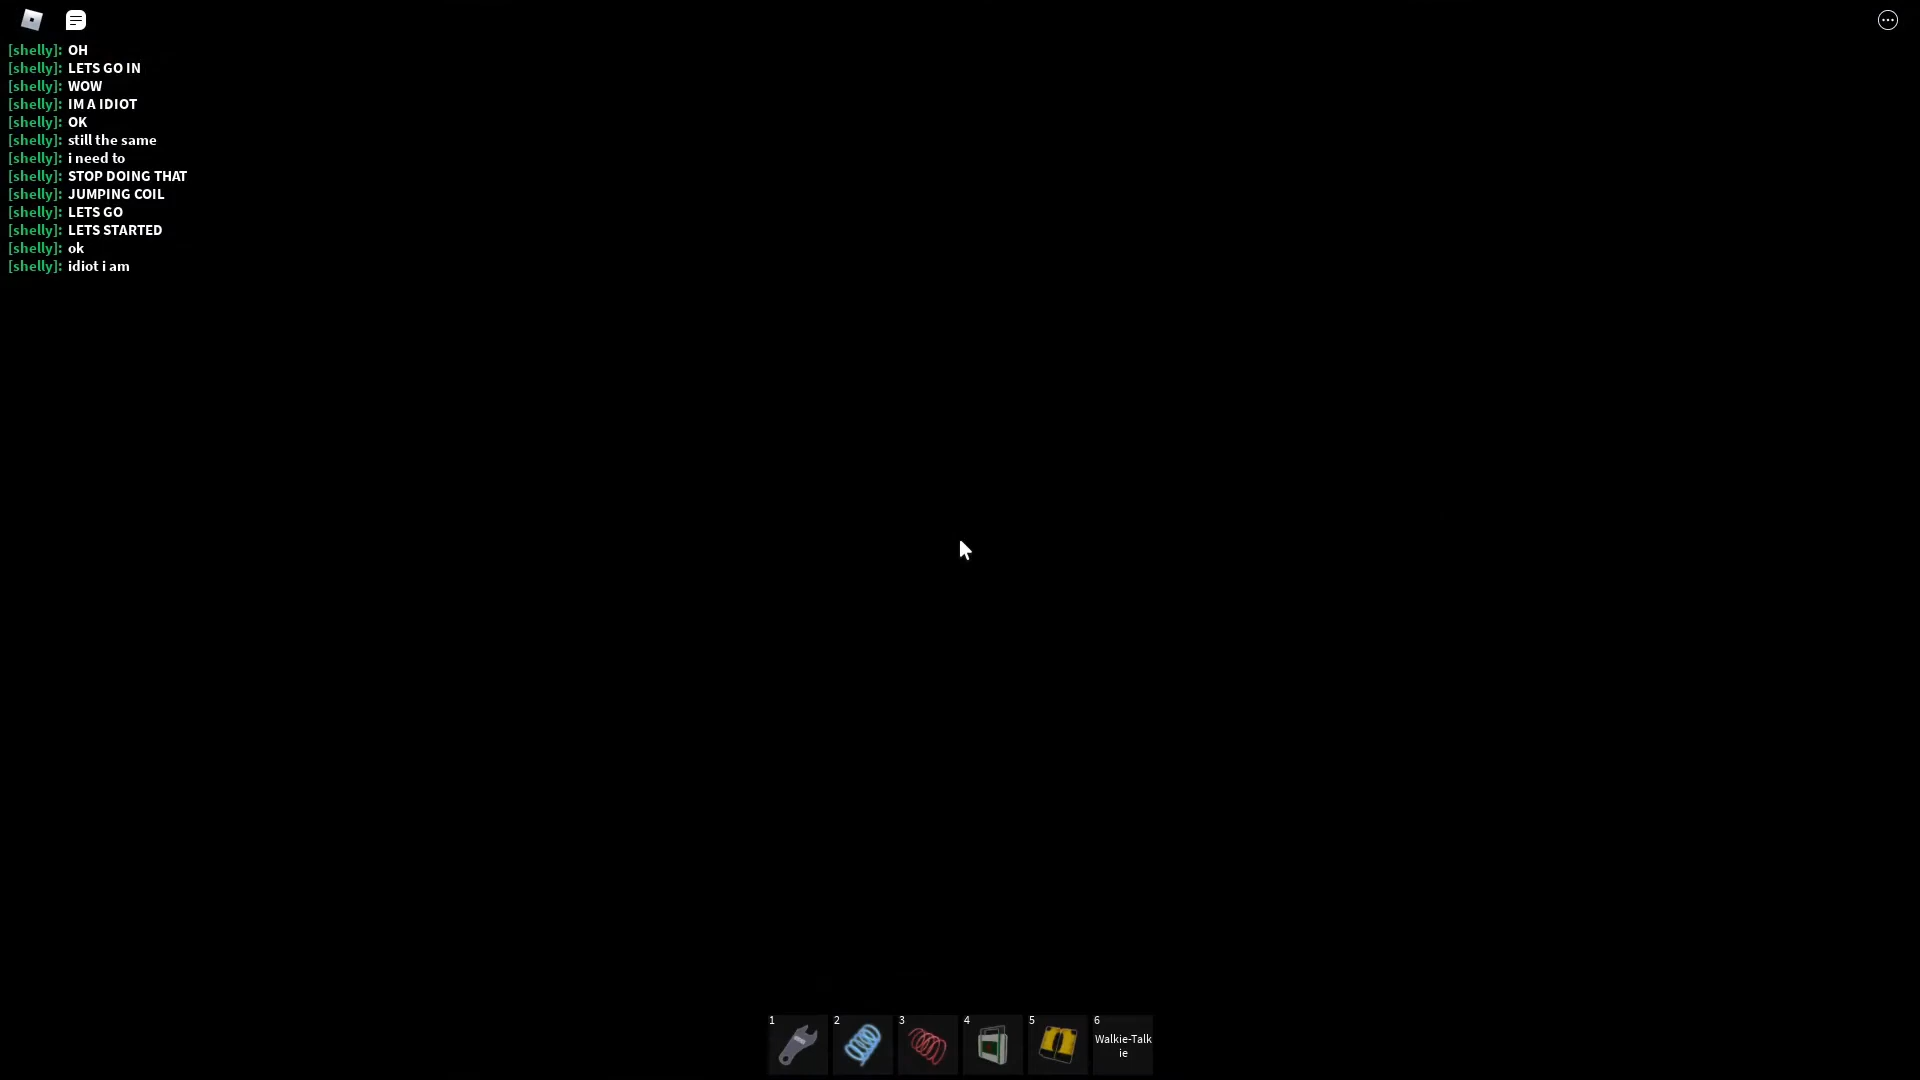 [shelly]: OH
[shelly]: LETS GO IN
[shelly]: WOW
[shelly]: IM A IDIOT
[shelly]: OK
[shelly]: still the same
[shelly]: i need to
[shelly]: STOP DOING THAT
[shelly]: JUMPING COIL
[shelly]: LETS GO
[shelly]: LETS STARTED
[shelly]: ok
[shelly]: idiot i am
1 2 3 4 5 6
Walkie-Talk
ie